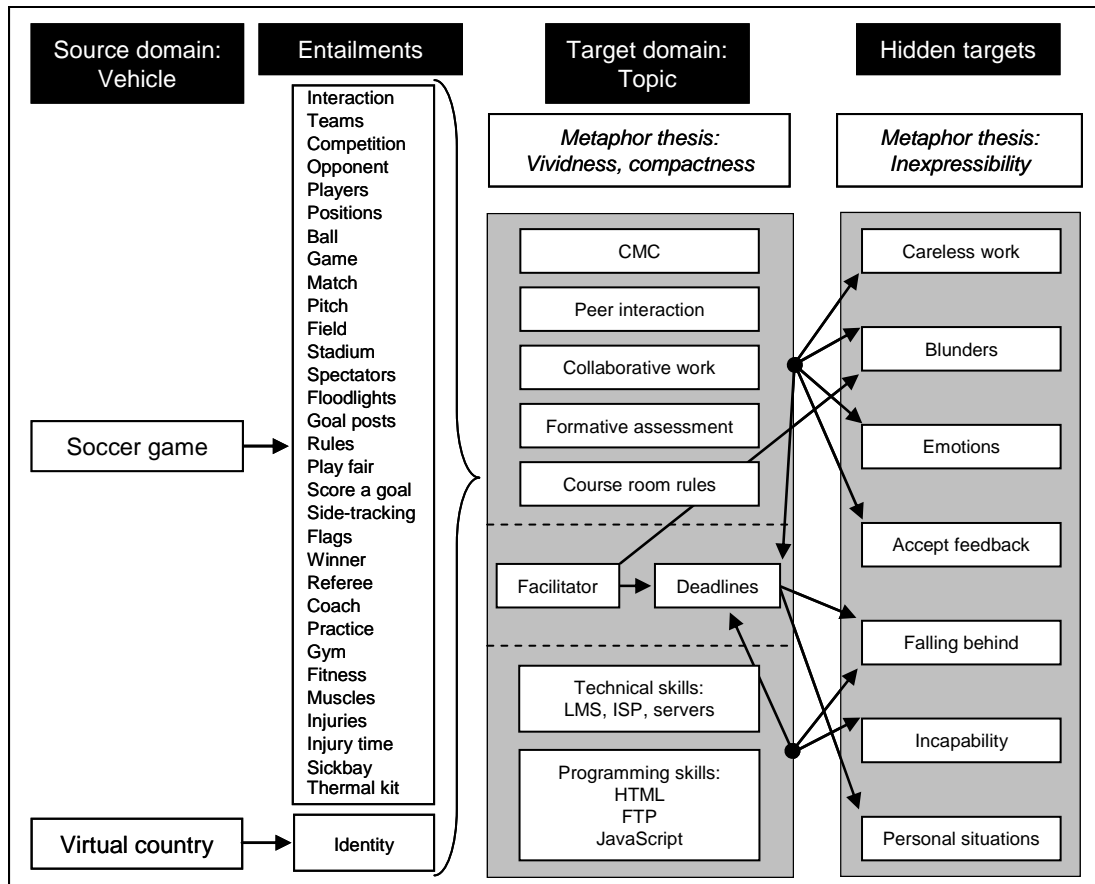 Source domain:
Vehicle
Entailments
Target domain:
Topic
Hidden targets
Metaphor thesis:
Vividness, compactness
Metaphor thesis:
Inexpressibility
Soccer game
Virtual country
Interaction
Teams
Competition
Opponent
Players
Positions
Ball
Game
Match
Pitch
Field
Stadium
Spectators
Floodlights
Goal posts
Rules
Play fair
Score a goal
Side-tracking
Flags
Winner
Referee
Coach
Practice
Gym
Fitness
Muscles
Injuries
Injury time
Sickbay
Thermal kit
Identity
CMC
Peer interaction
Collaborative work
Formative assessment
Course room rules
Facilitator
Deadlines
Technical skills:
LMS, ISP, servers
Programming skills:
HTML
FTP
JavaScript
Careless work
Blunders
Emotions
Accept feedback
Falling behind
Incapability
Personal situations